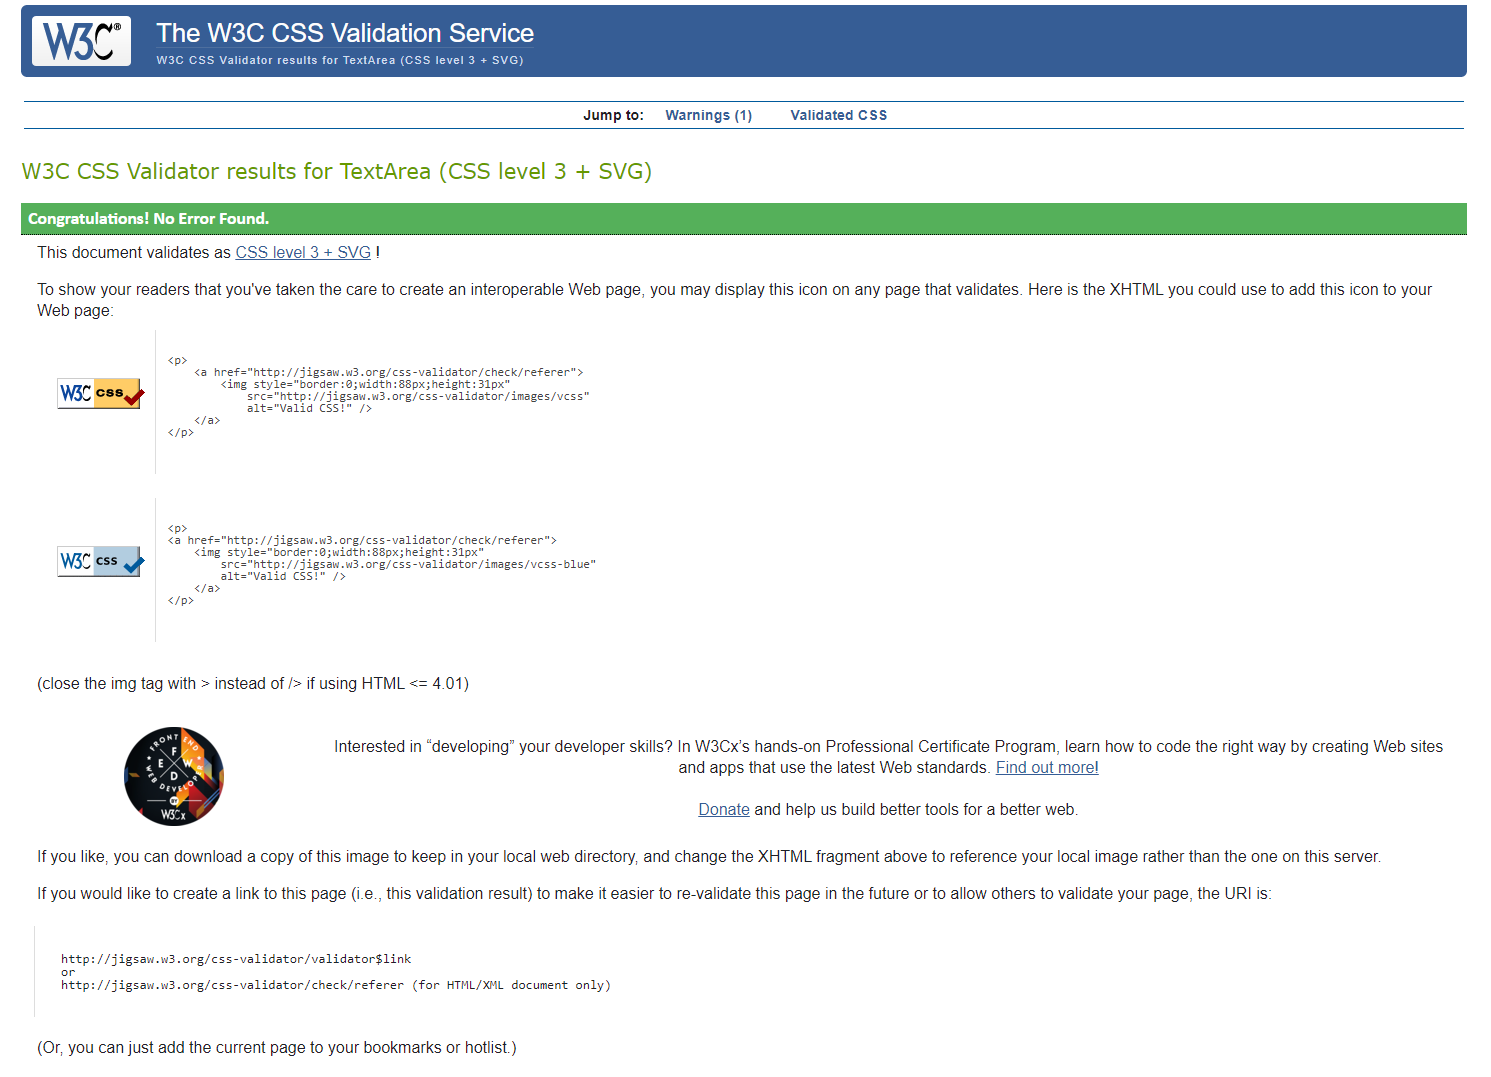 W3C®
The W3C CSS Validation Service
W3C CSS Validator results for TextArea (CSS level 3 + SVG)
Jump to: Warnings (1) Validated CSS
W3C CSS Validator results for TextArea (CSS level 3 + SVG)
Congratulations! No Error Found.
This document validates as CSS level 3 + SVG !
To show your readers that you've taken the care to create an interoperable Web page, you may display this icon on any page that validates. Here is the XHTML you could use to add this icon to your
Web page:
W3C css
<p>
<a href="http://jigsaw.w3.org/css-validator/check/referer">
<img style="border:0;width:88px;height:31px"
src="http://jigsaw.w3.org/css-validator/images/vcss"
alt="Valid CSS!" />
</a>
</p>
W3C css
<p>
<a href="http://jigsaw.w3.org/css-validator/check/referer">
<img style="border:0;width:88px;height:31px"
src="http://jigsaw.w3.org/css-validator/images/vcss-blue"
alt="Valid CSS!" />
</a>
</p>
(close the img tag with > instead of /> if using HTML <= 4.01)
FRONT END
F E W D
WEB DEVELOPER
BY
W3Cx
Interested in “developing” your developer skills? In W3Cx’s hands-on Professional Certificate Program, learn how to code the right way by creating Web sites
and apps that use the latest Web standards. Find out more!
Donate and help us build better tools for a better web.
If you like, you can download a copy of this image to keep in your local web directory, and change the XHTML fragment above to reference your local image rather than the one on this server.
If you would like to create a link to this page (i.e., this validation result) to make it easier to re-validate this page in the future or to allow others to validate your page, the URI is:
http://jigsaw.w3.org/css-validator/validator$link
or
http://jigsaw.w3.org/css-validator/check/referer (for HTML/XML document only)
(Or, you can just add the current page to your bookmarks or hotlist.)